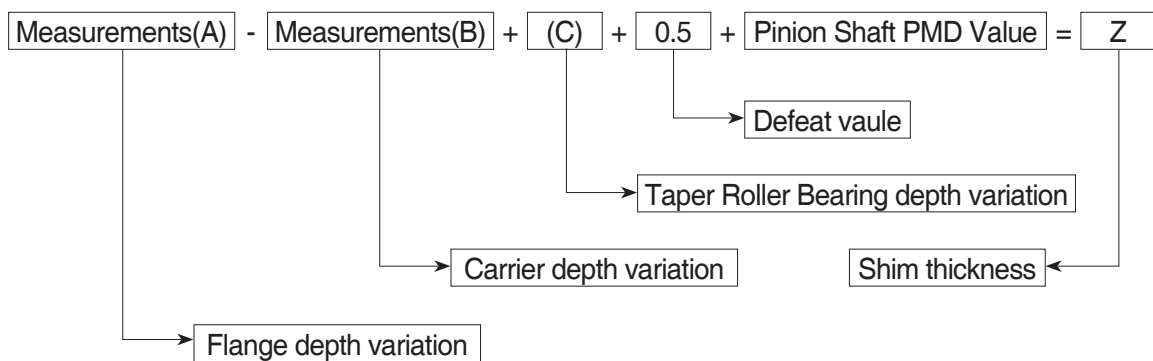 Measurements(A) - Measurements(B) + (C) + 0.5 + Pinion Shaft PMD Value = Z
Defeat vaule
Taper Roller Bearing depth variation
Carrier depth variation
Shim thickness
Flange depth variation